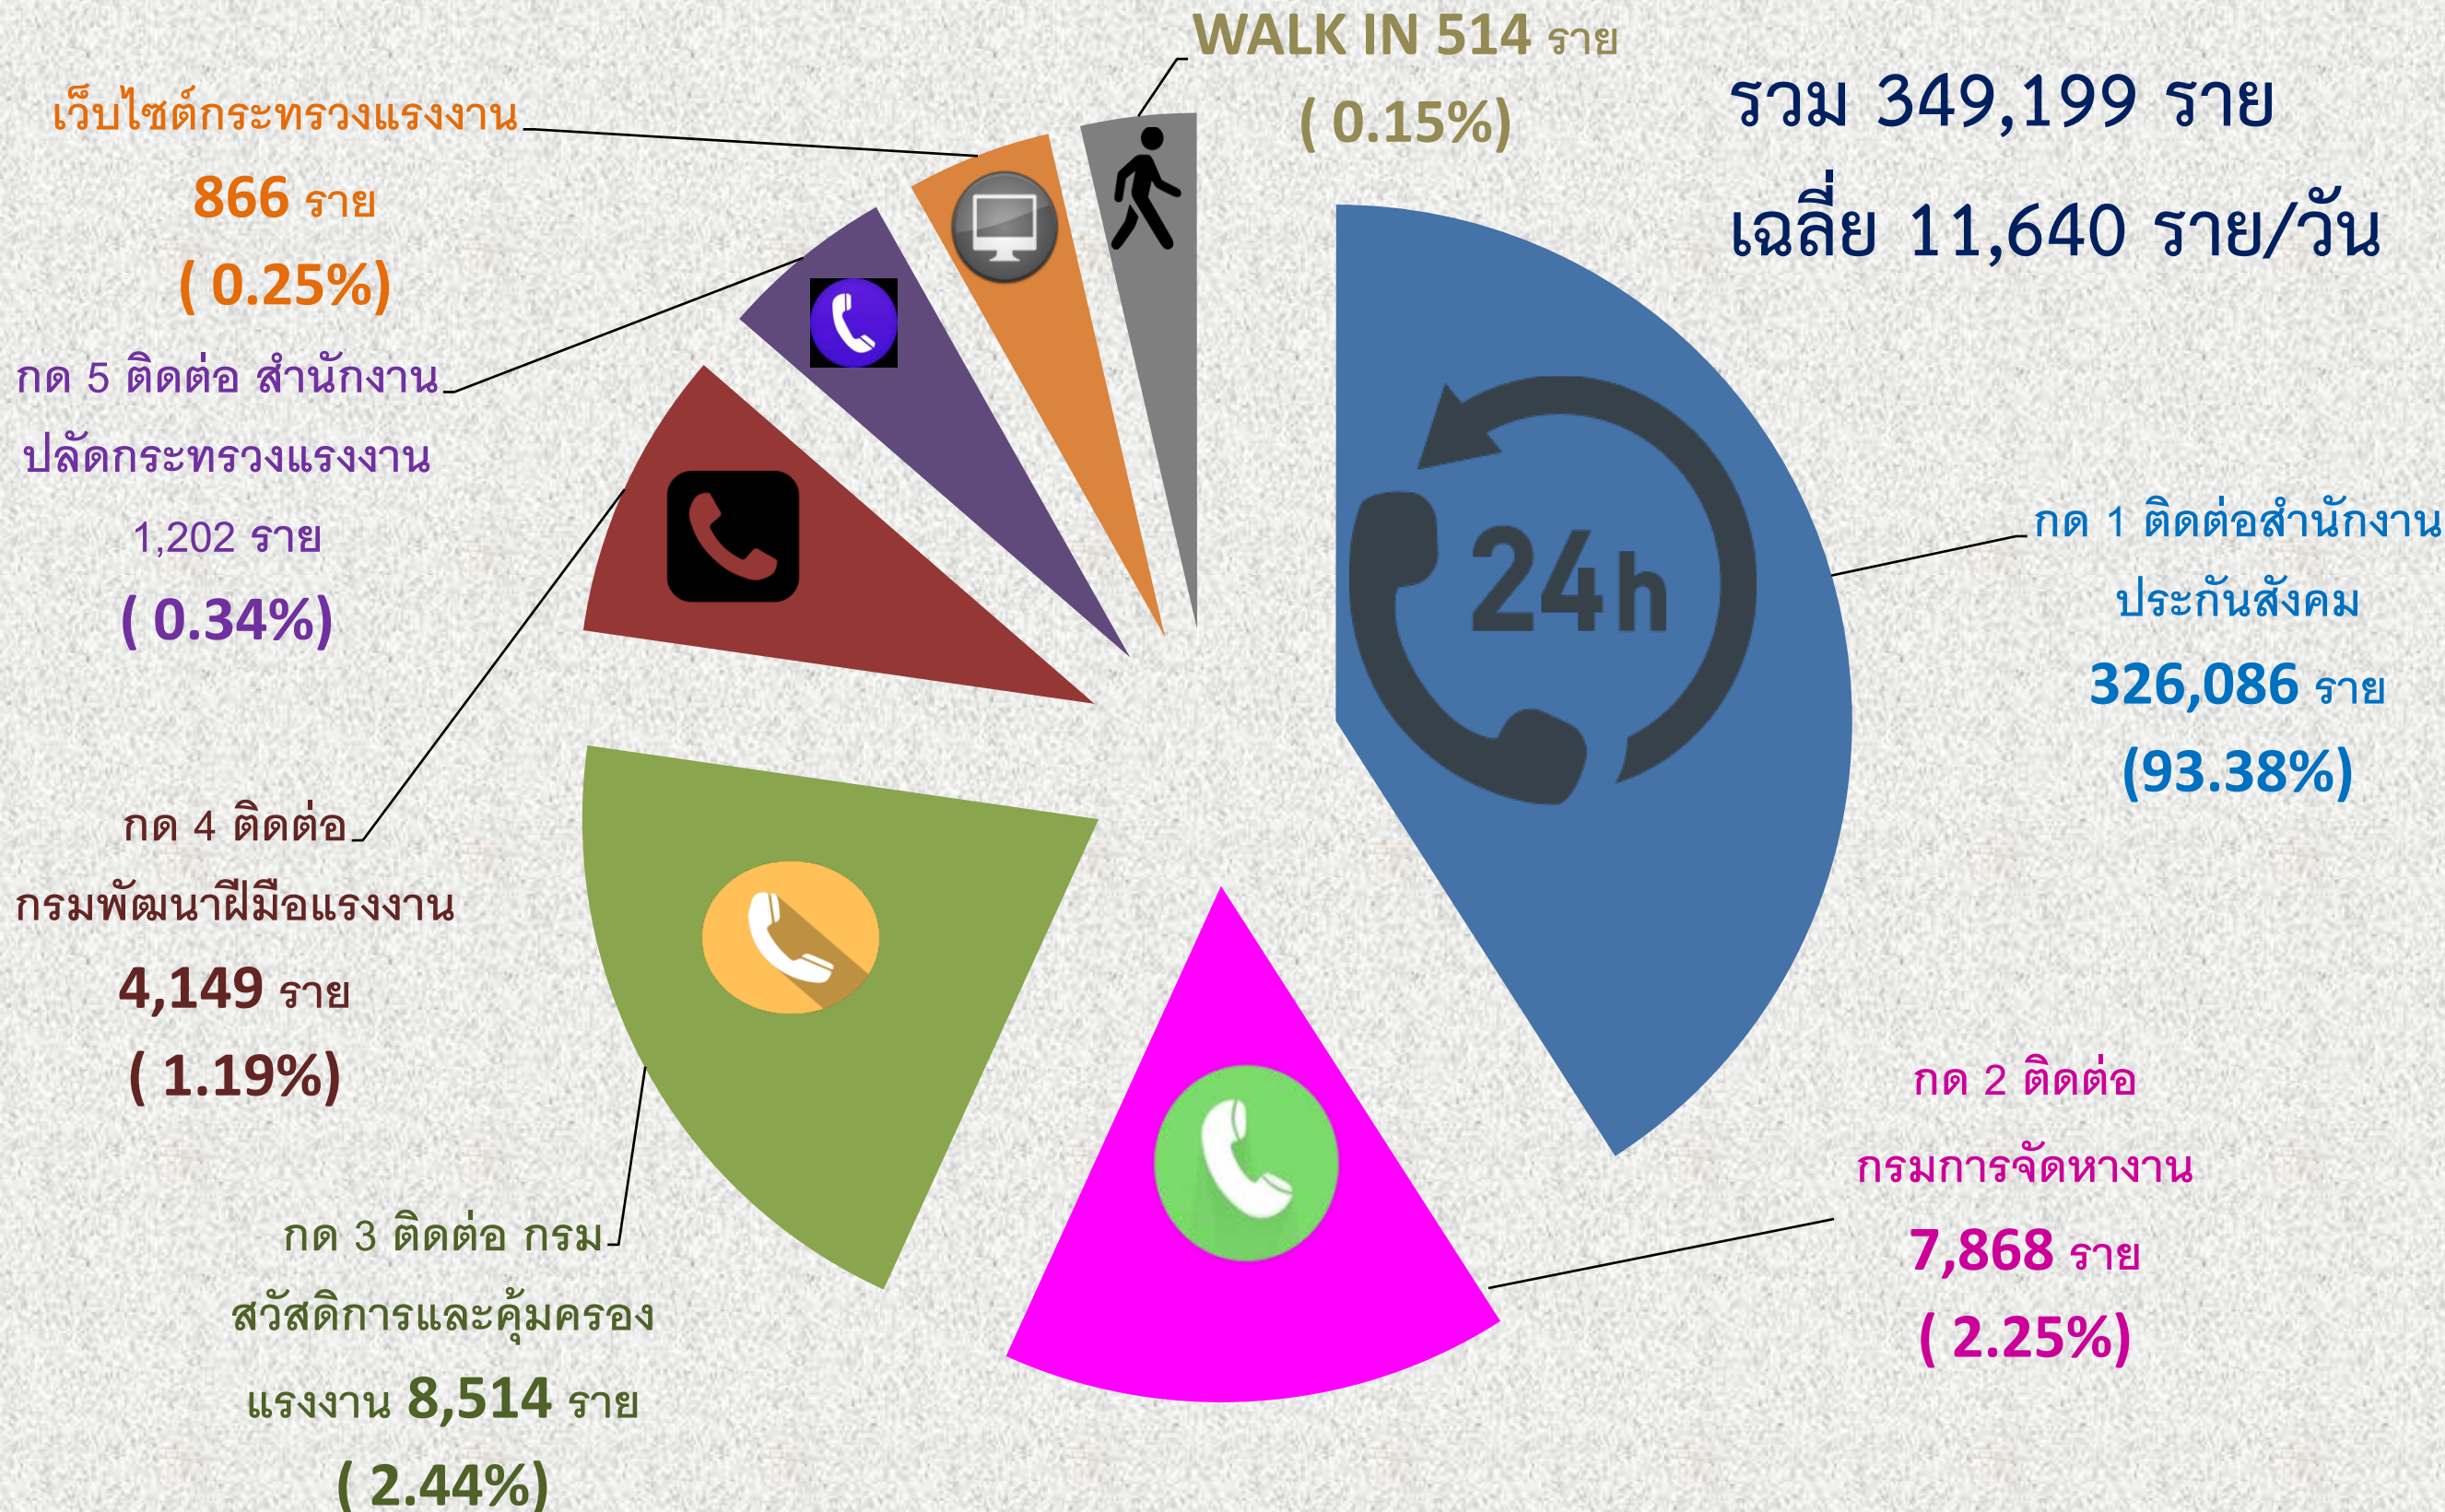 WALK IN 514 ราย
( 0.15%)
รวม 349,199 ราย
เฉลี่ย 11,640 ราย/วัน
เว็บไซต์กระทรวงแรงงาน
866 ราย
( 0.25%)
กด 5 ติดต่อ สำนักงาน
ปลัดกระทรวงแรงงาน
1,202 ราย
( 0.34%)
24h
กด 1 ติดต่อสำนักงาน
ประกันสังคม
326,086 ราย
(93.38%)
กด 4 ติดต่อ
กรมพัฒนาฝีมือแรงงาน
4,149 ราย
( 1.19%)
กด 2 ติดต่อ
กรมการจัดหางาน
7,868 ราย
( 2.25%)
กด 3 ติดต่อ กรม
สวัสดิการและคุ้มครอง
แรงงาน 8,514 ราย
( 2.44%)